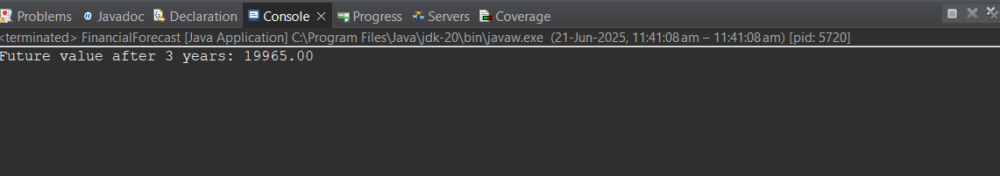 Problems Javadoc Declaration Console Progress Servers Coverage
<terminated> FinancialForecast [Java Application] C:\Program Files\Java\jdk-20\bin\javaw.exe (21-Jun-2025, 11:41:08 am – 11:41:08 am) [pid: 5720]
Future value after 3 years: 19965.00